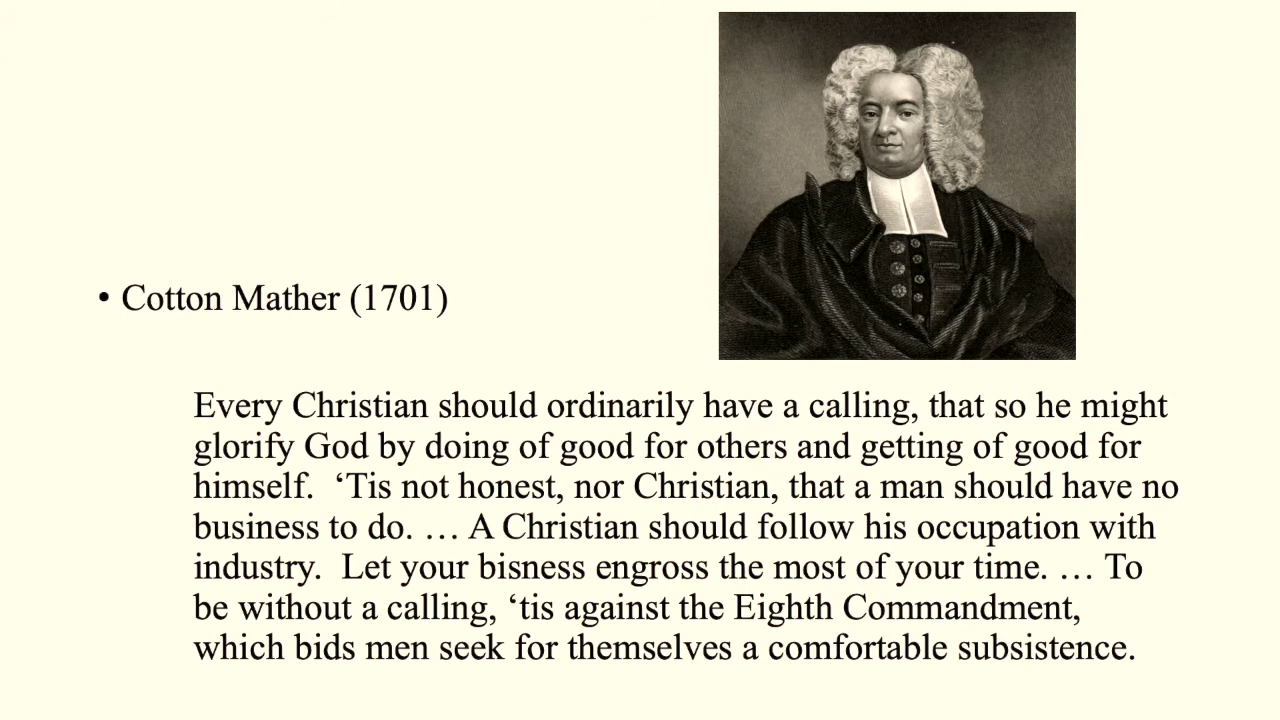 • Cotton Mather (1701)
Every Christian should ordinarily have a calling, that so he might
glorify God by doing of good for others and getting of good for
himself.  ‘Tis not honest, nor Christian, that a man should have no
business to do. … A Christian should follow his occupation with
industry.  Let your bisness engross the most of your time. … To
be without a calling, ‘tis against the Eighth Commandment,
which bids men seek for themselves a comfortable subsistence.